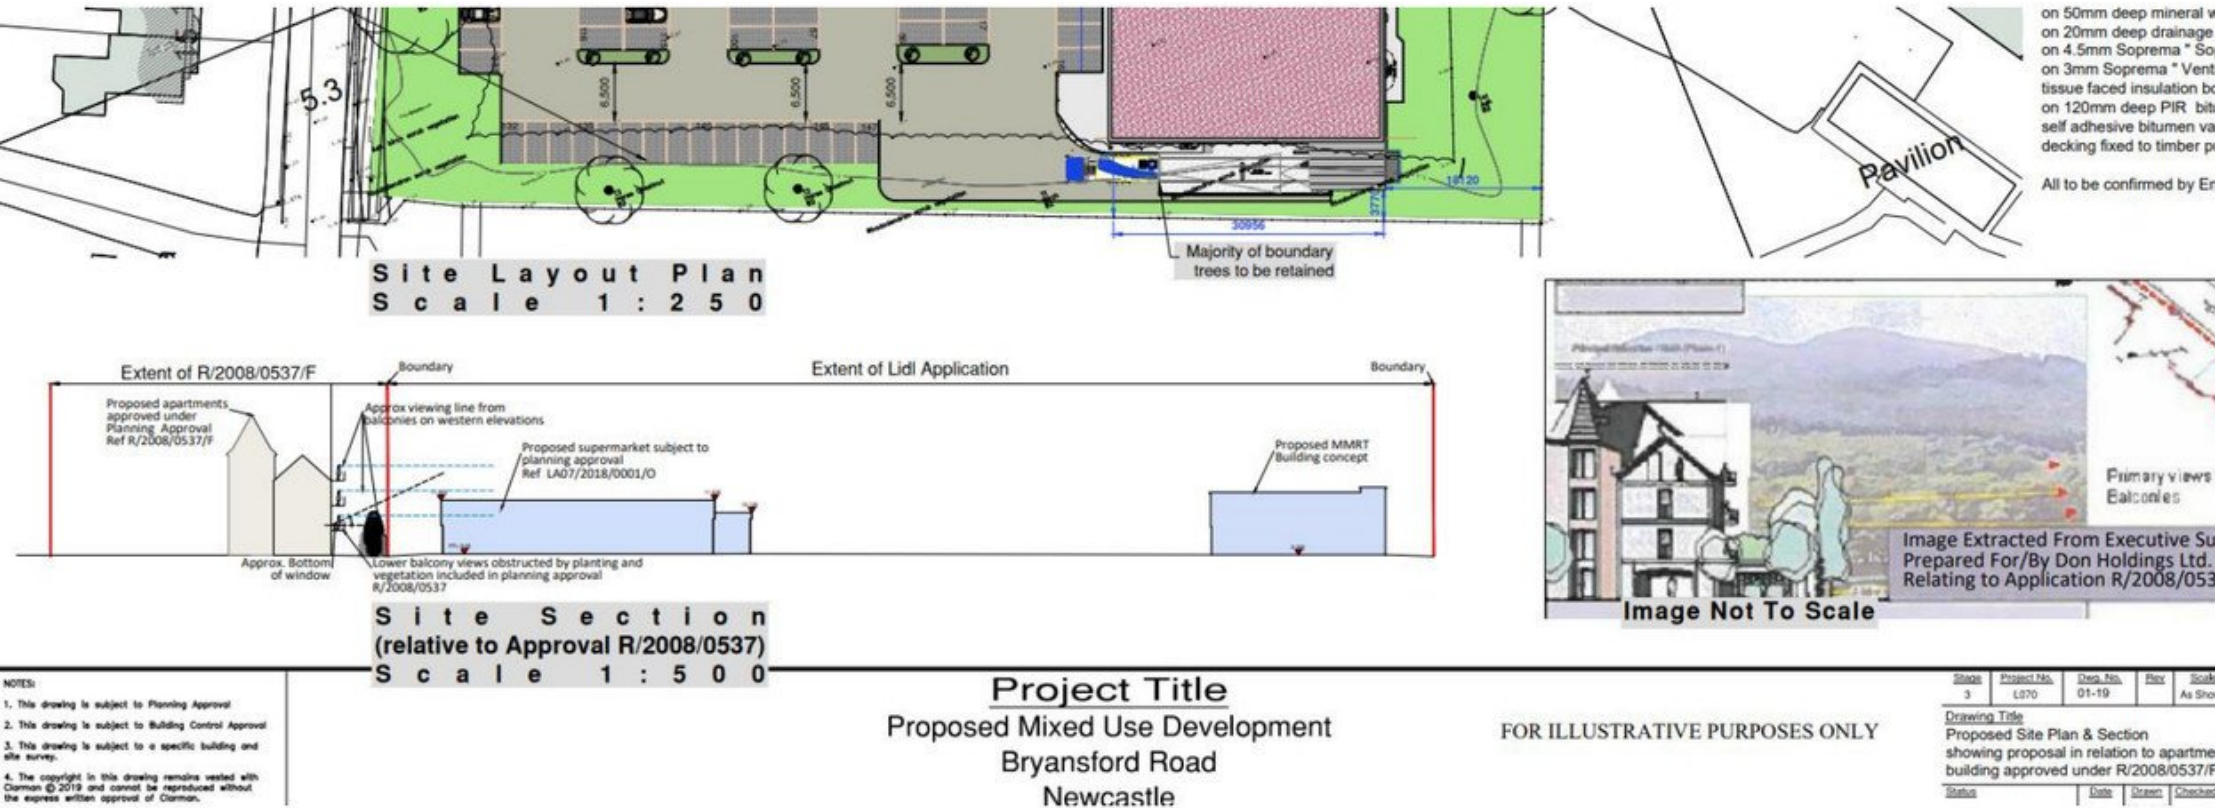 on 50mm deep mineral w
on 20mm deep drainage
on 4.5mm Soprema " So
on 3mm Soprema " Vent
tissue faced insulation bo
on 120mm deep PIR bit
self adhesive bitumen va
decking fixed to timber p
All to be confirmed by En
5.3
6,500
6,500
6,500
Pavilion
18120
30956
Majority of boundary
trees to be retained
Site Layout Plan
Scale 1:250
Extent of R/2008/0537/F
Boundary
Extent of Lidl Application
Boundary
Proposed apartments
approved under
Planning Approval
Ref R/2008/0537/F
Approx viewing line from
balconies on western elevations
Proposed supermarket subject to
planning approval
Ref LA07/2018/0001/O
Proposed MMRT
Building concept
Approx. Bottom
of window
Lower balcony views obstructed by planting and
vegetation included in planning approval
R/2008/0537
Primary views
Balconies
Image Extracted From Executive Su
Prepared For/By Don Holdings Ltd.
Relating to Application R/2008/053
Image Not To Scale
Site Section
(relative to Approval R/2008/0537)
Scale 1:500
NOTES:
1. This drawing is subject to Planning Approval
2. This drawing is subject to Building Control Approval
3. This drawing is subject to a specific building and
site survey.
4. The copyright in this drawing remains vested with
Clarman © 2019 and cannot be reproduced without
the express written approval of Clarman.
Project Title
Proposed Mixed Use Development
Bryansford Road
Newcastle
FOR ILLUSTRATIVE PURPOSES ONLY
Stage Project No. Dwg. No. Rev Scale
3 L070 01-19 As Sho
Drawing Title
Proposed Site Plan & Section
showing proposal in relation to apartme
building approved under R/2008/0537/F
Status Date Drawn Checked